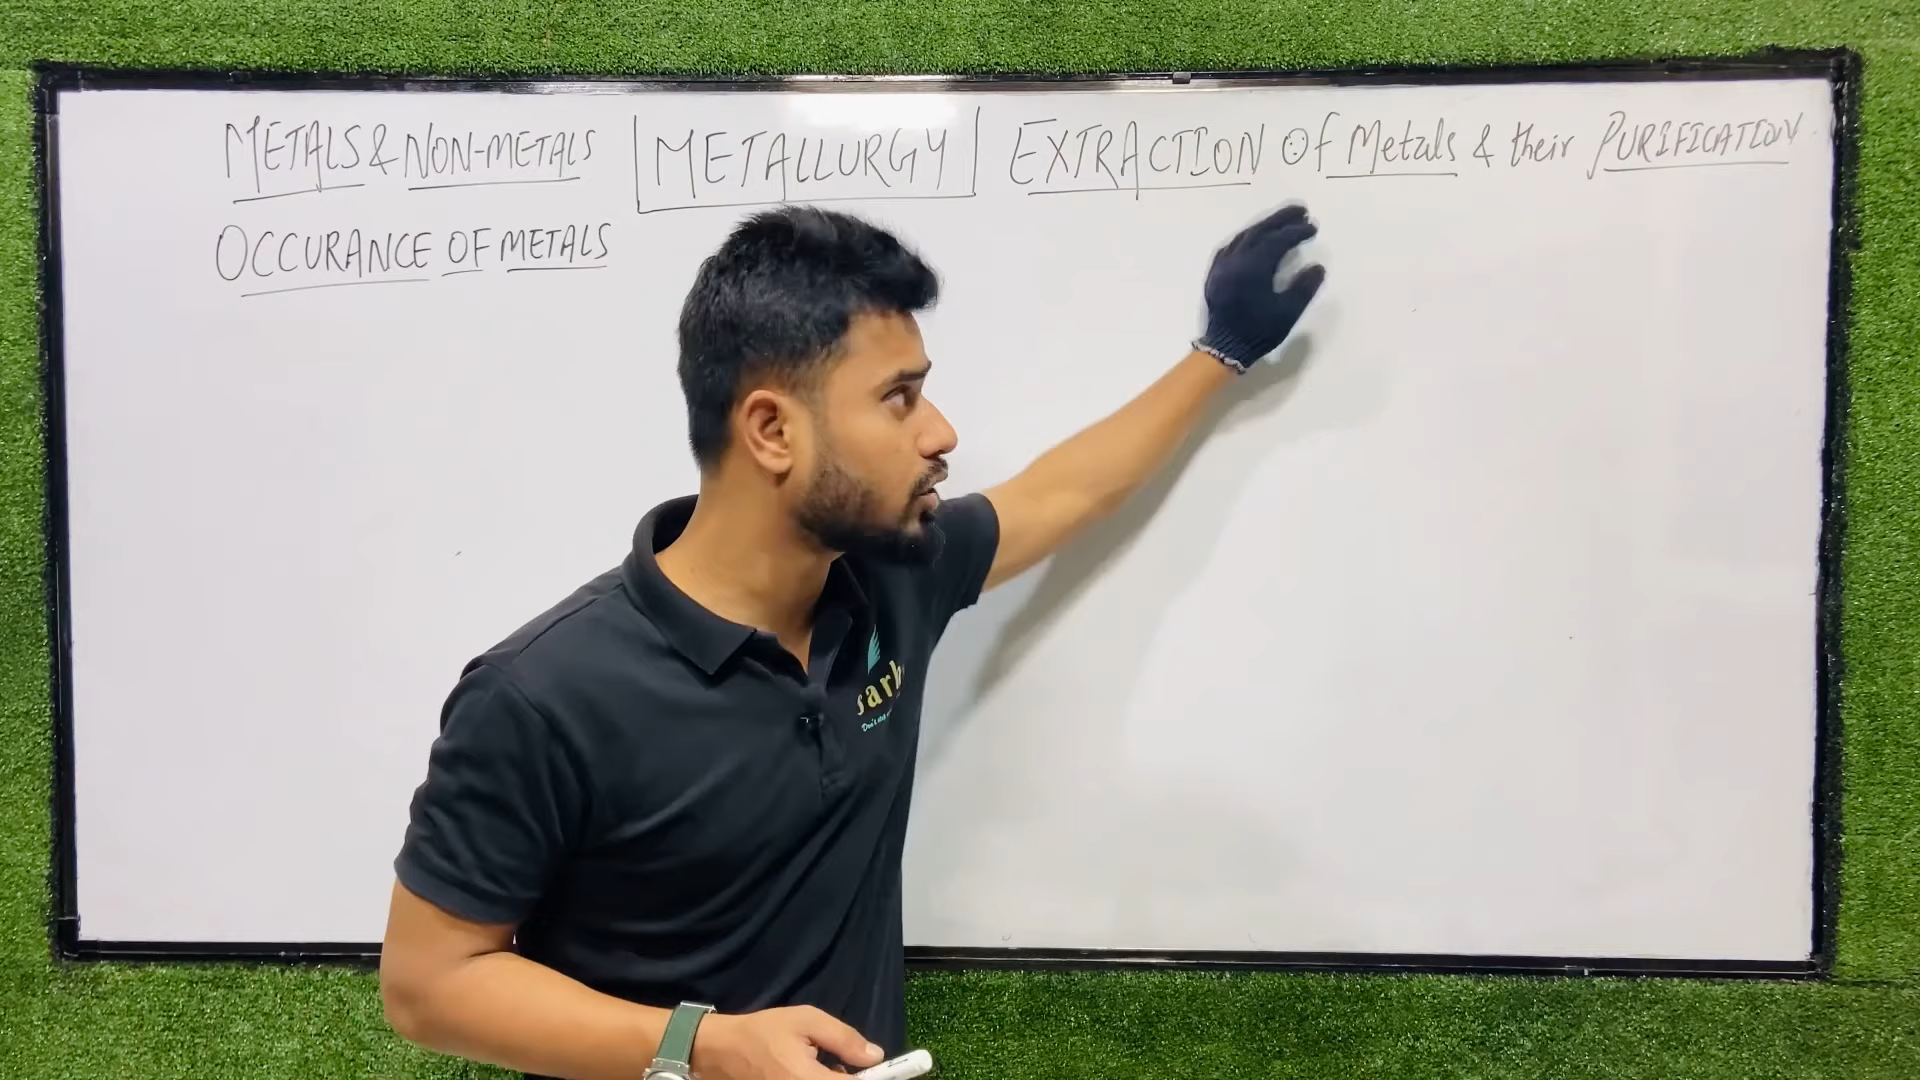 METALS & NON-METALS METALLURGY EXTRACTION Of Metals & their PURIFICATION
OCCURANCE OF METALS